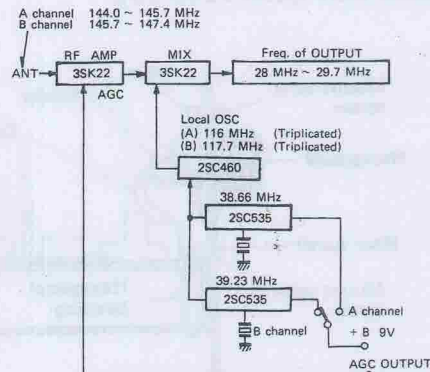 A channel 144.0 ~ 145.7 MHz
B channel 145.7 ~ 147.4 MHz
RF AMP
MIX
Freq. of OUTPUT
ANT
3SK22
3SK22
28 MHz ~ 29.7 MHz
AGC
Local OSC
(A) 116 MHz (Triplicated)
(B) 117.7 MHz (Triplicated)
2SC460
38.66 MHz
2SC535
39.23 MHz
2SC535
A channel
B channel
+ B 9V
AGC OUTPUT